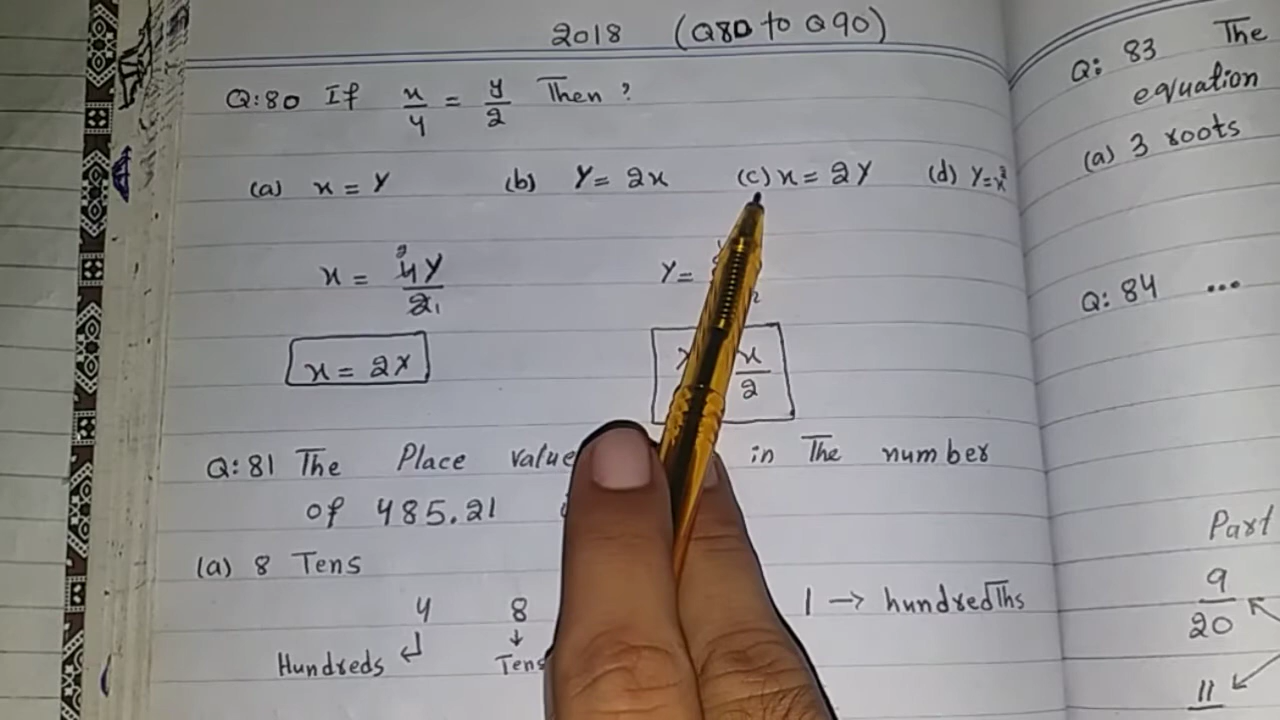 2018 (Q80 to Q90)
Q:80 If x/4 = y/2 Then ?
(a) x = y (b) Y = 2x (c) x = 2Y (d) Y=x²
x = 4Y/2 Y =
x = 2x x/2
Q:81 The Place value in The number
of 485.21
(a) 8 Tens
4 8 1 → hundredths
Hundreds Tens
Q: 83 The
equation
(a) 3 roots
Q: 84 ...
Part
9/20
11